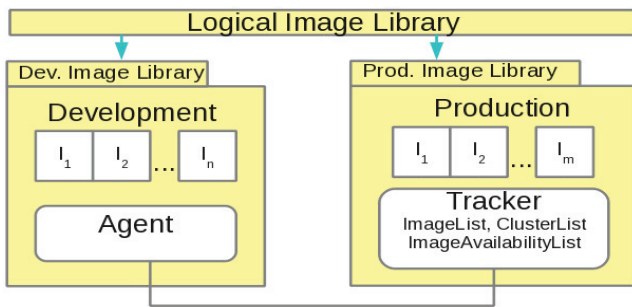 Logical Image Library
Dev. Image Library
Development
I1 I2 ... In
Agent
Prod. Image Library
Production
I1 I2 ... Im
Tracker
ImageList, ClusterList
ImageAvailabilityList